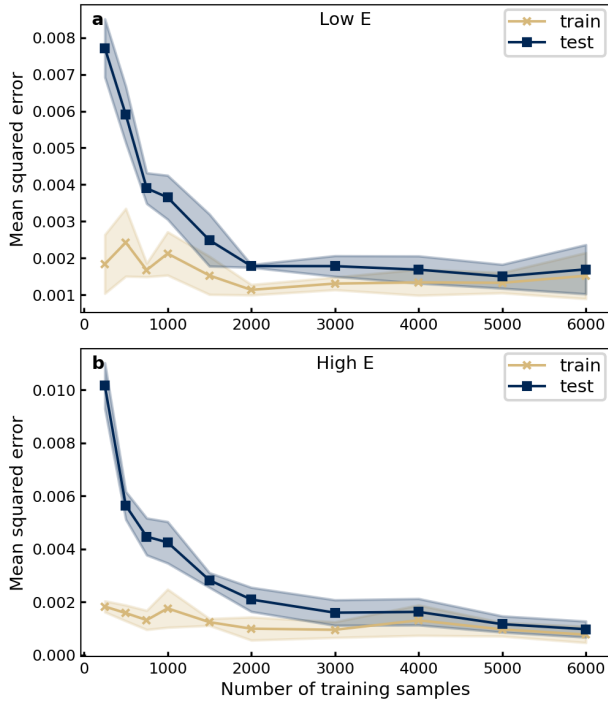 a
Low E
train
test
0.008
0.007
0.006
0.005
0.004
0.003
0.002
0.001
Mean squared error
0
1000
2000
3000
4000
5000
6000
b
High E
train
test
0.010
0.008
0.006
0.004
0.002
0.000
Mean squared error
0
1000
2000
3000
4000
5000
6000
Number of training samples